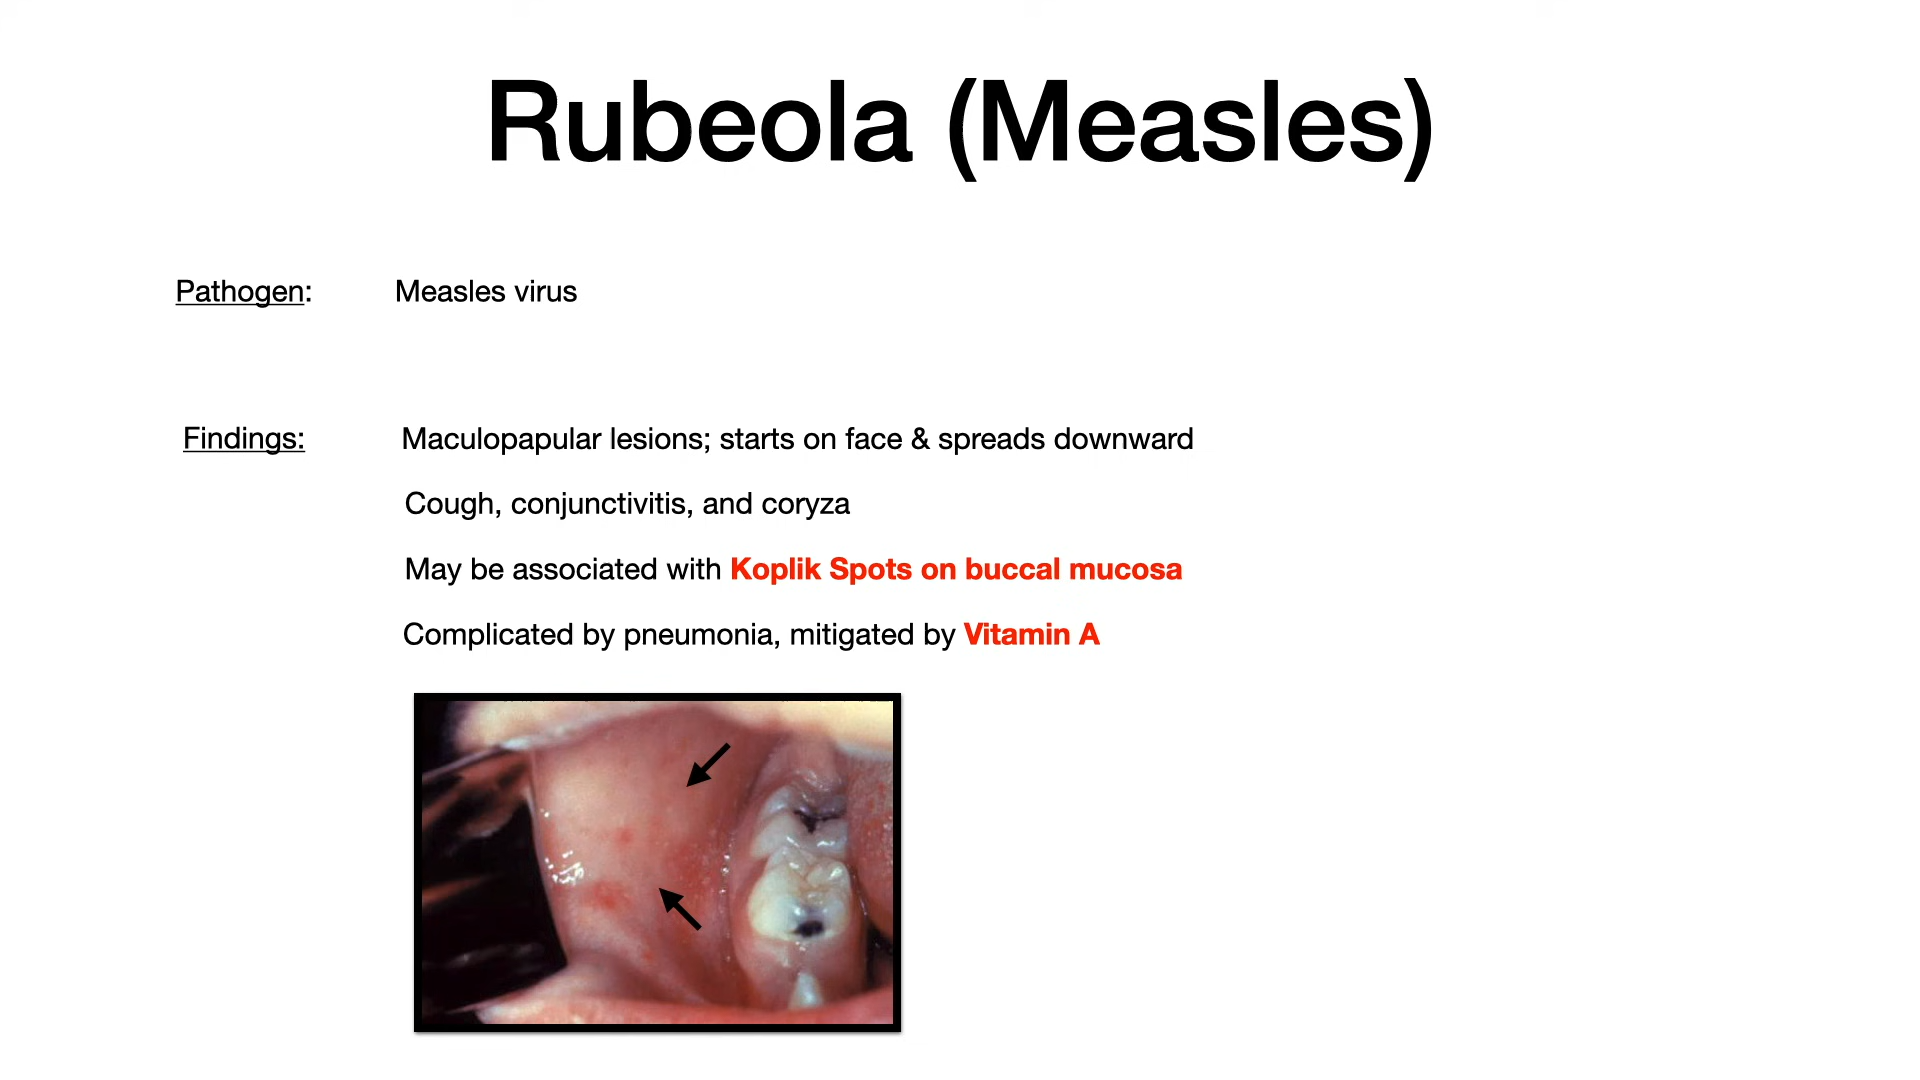 Rubeola (Measles)
Pathogen: Measles virus
Findings: Maculopapular lesions; starts on face & spreads downward
Cough, conjunctivitis, and coryza
May be associated with Koplik Spots on buccal mucosa
Complicated by pneumonia, mitigated by Vitamin A